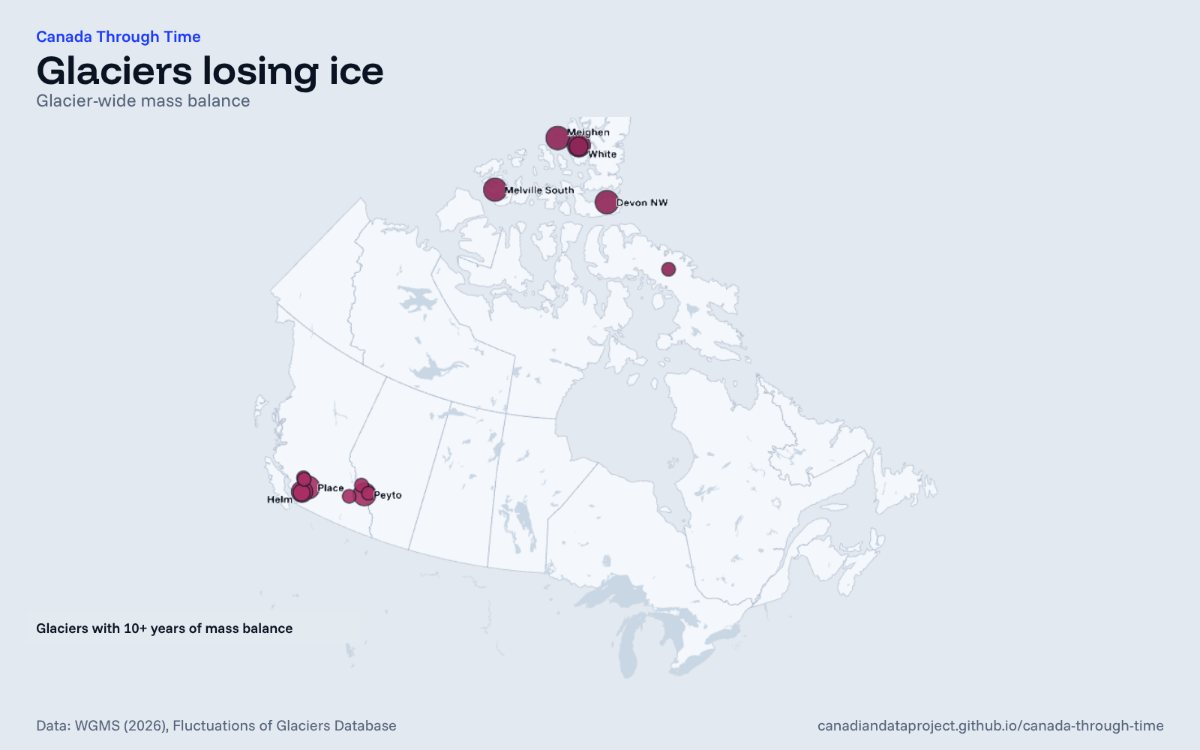 Canada Through Time
Glaciers losing ice
Glacier-wide mass balance
Meighen
White
Melville South
Devon NW
Place
Helm
Peyto
Glaciers with 10+ years of mass balance
Data: WGMS (2026), Fluctuations of Glaciers Database
canadiandataproject.github.io/canada-through-time